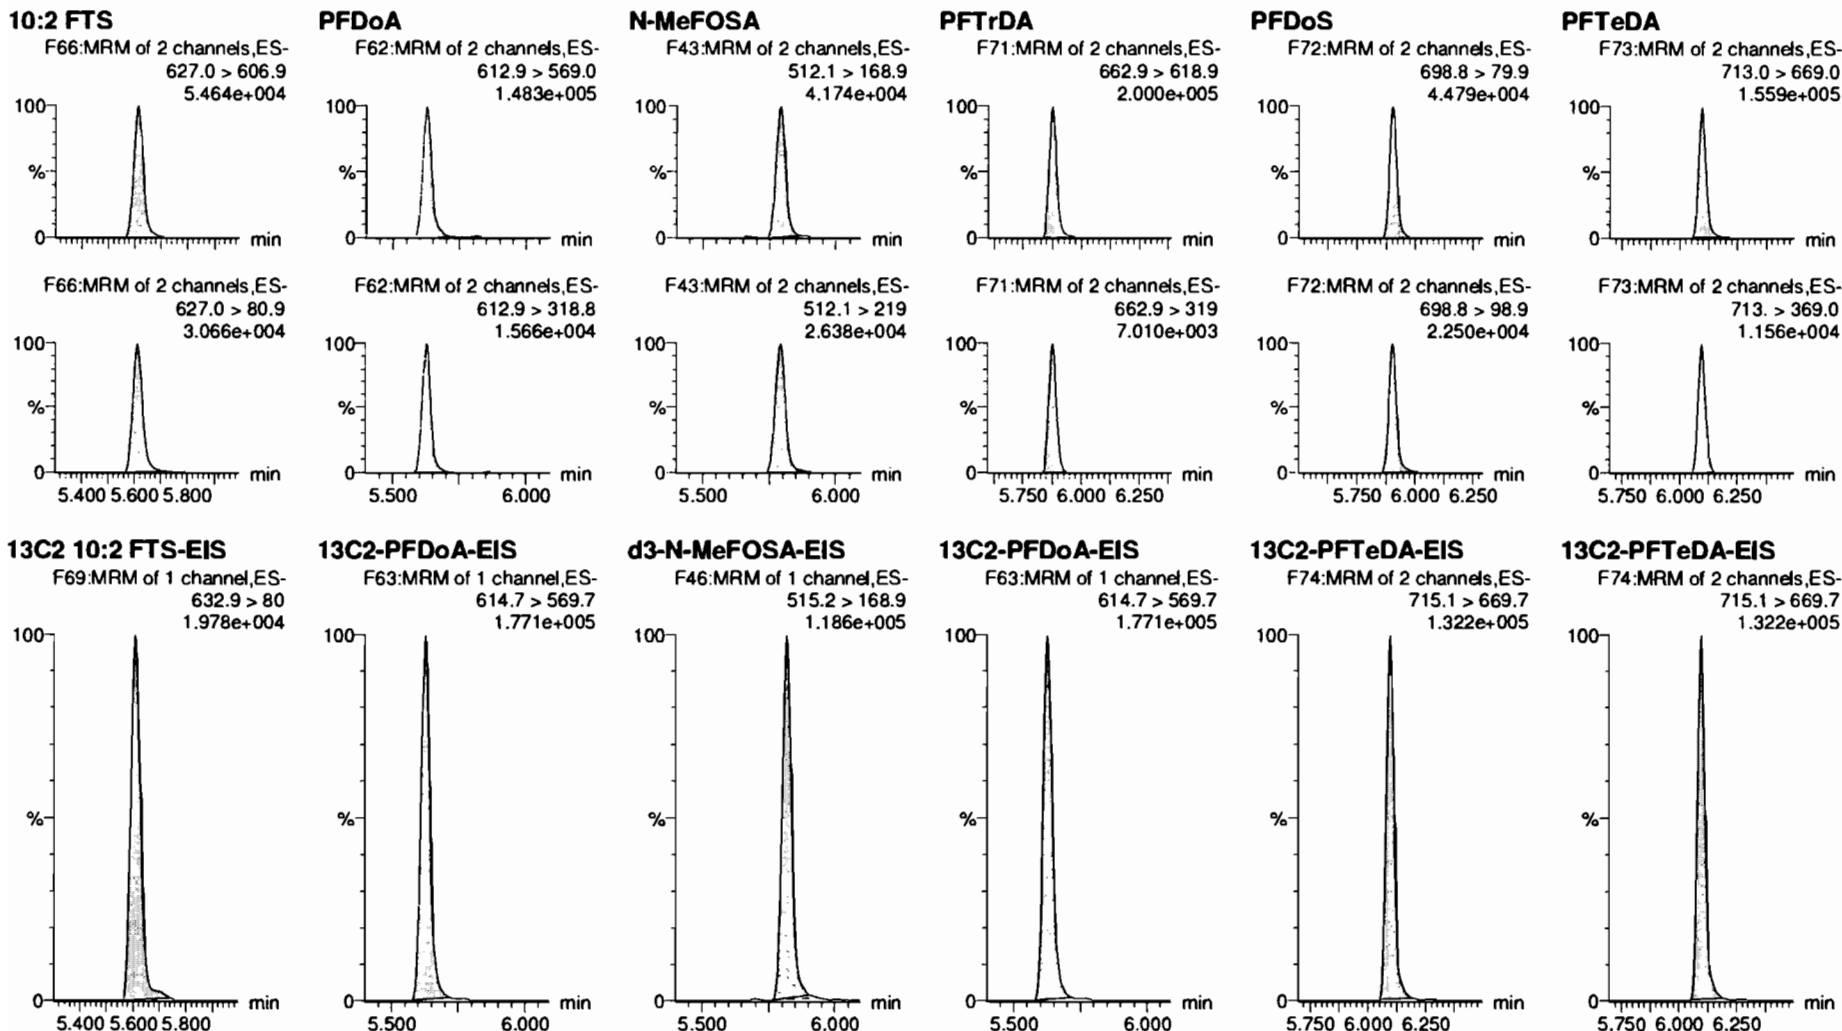 10:2 FTS
F66:MRM of 2 channels,ES-
627.0 > 606.9
5.464e+004
100
%
0
min
F66:MRM of 2 channels,ES-
627.0 > 80.9
3.066e+004
100
%
0
min
5.400 5.600 5.800
PFDoA
F62:MRM of 2 channels,ES-
612.9 > 569.0
1.483e+005
100
%
0
min
F62:MRM of 2 channels,ES-
612.9 > 318.8
1.566e+004
100
%
0
min
5.500 6.000
N-MeFOSA
F43:MRM of 2 channels,ES-
512.1 > 168.9
4.174e+004
100
%
0
min
F43:MRM of 2 channels,ES-
512.1 > 219
2.638e+004
100
%
0
min
5.500 6.000
PFTrDA
F71:MRM of 2 channels,ES-
662.9 > 618.9
2.000e+005
100
%
0
min
F71:MRM of 2 channels,ES-
662.9 > 319
7.010e+003
100
%
0
min
5.750 6.000 6.250
PFDoS
F72:MRM of 2 channels,ES-
698.8 > 79.9
4.479e+004
100
%
0
min
F72:MRM of 2 channels,ES-
698.8 > 98.9
2.250e+004
100
%
0
min
5.750 6.000 6.250
PFTeDA
F73:MRM of 2 channels,ES-
713.0 > 669.0
1.559e+005
100
%
0
min
F73:MRM of 2 channels,ES-
713. > 369.0
1.156e+004
100
%
0
min
5.750 6.000 6.250
13C2 10:2 FTS-EIS
F69:MRM of 1 channel,ES-
632.9 > 80
1.978e+004
100
%
0
min
5.400 5.600 5.800
13C2-PFDoA-EIS
F63:MRM of 1 channel,ES-
614.7 > 569.7
1.771e+005
100
%
0
min
5.500 6.000
d3-N-MeFOSA-EIS
F46:MRM of 1 channel,ES-
515.2 > 168.9
1.186e+005
100
%
0
min
5.500 6.000
13C2-PFDoA-EIS
F63:MRM of 1 channel,ES-
614.7 > 569.7
1.771e+005
100
%
0
min
5.500 6.000
13C2-PFTeDA-EIS
F74:MRM of 2 channels,ES-
715.1 > 669.7
1.322e+005
100
%
0
min
5.750 6.000 6.250
13C2-PFTeDA-EIS
F74:MRM of 2 channels,ES-
715.1 > 669.7
1.322e+005
100
%
0
min
5.750 6.000 6.250